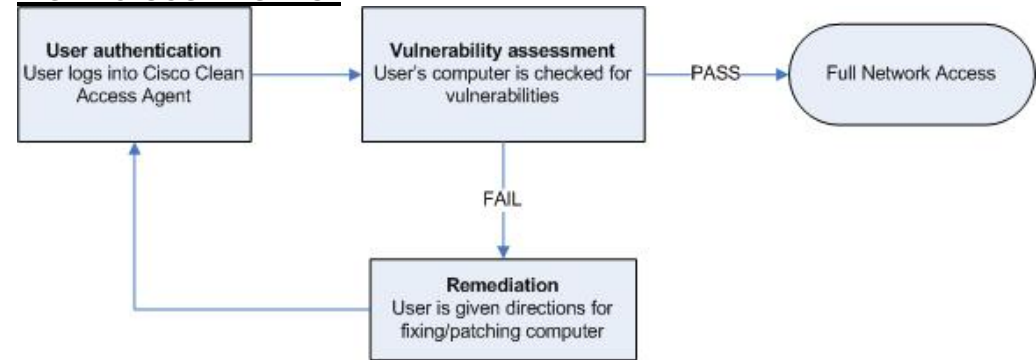 User authentication
User logs into Cisco Clean
Access Agent
Vulnerability assessment
User's computer is checked for
vulnerabilities
PASS
Full Network Access
FAIL
Remediation
User is given directions for
fixing/patching computer